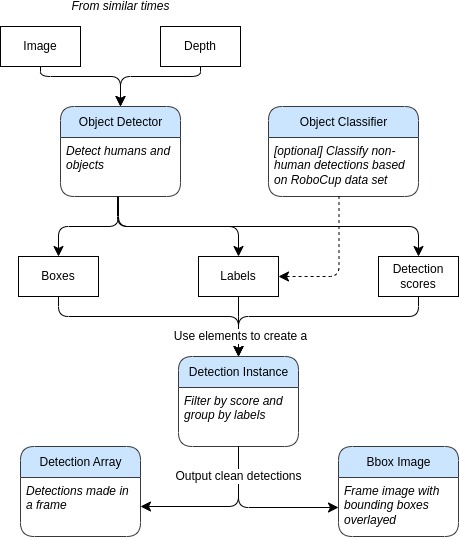 From similar times
Image
Depth
Object Detector
Detect humans and
objects
Object Classifier
[optional] Classify non-
human detections based
on RoboCup data set
Boxes
Labels
Detection
scores
Use elements to create a
Detection Instance
Filter by score and
group by labels
Output clean detections
Detection Array
Detections made in
a frame
Bbox Image
Frame image with
bounding boxes
overlayed